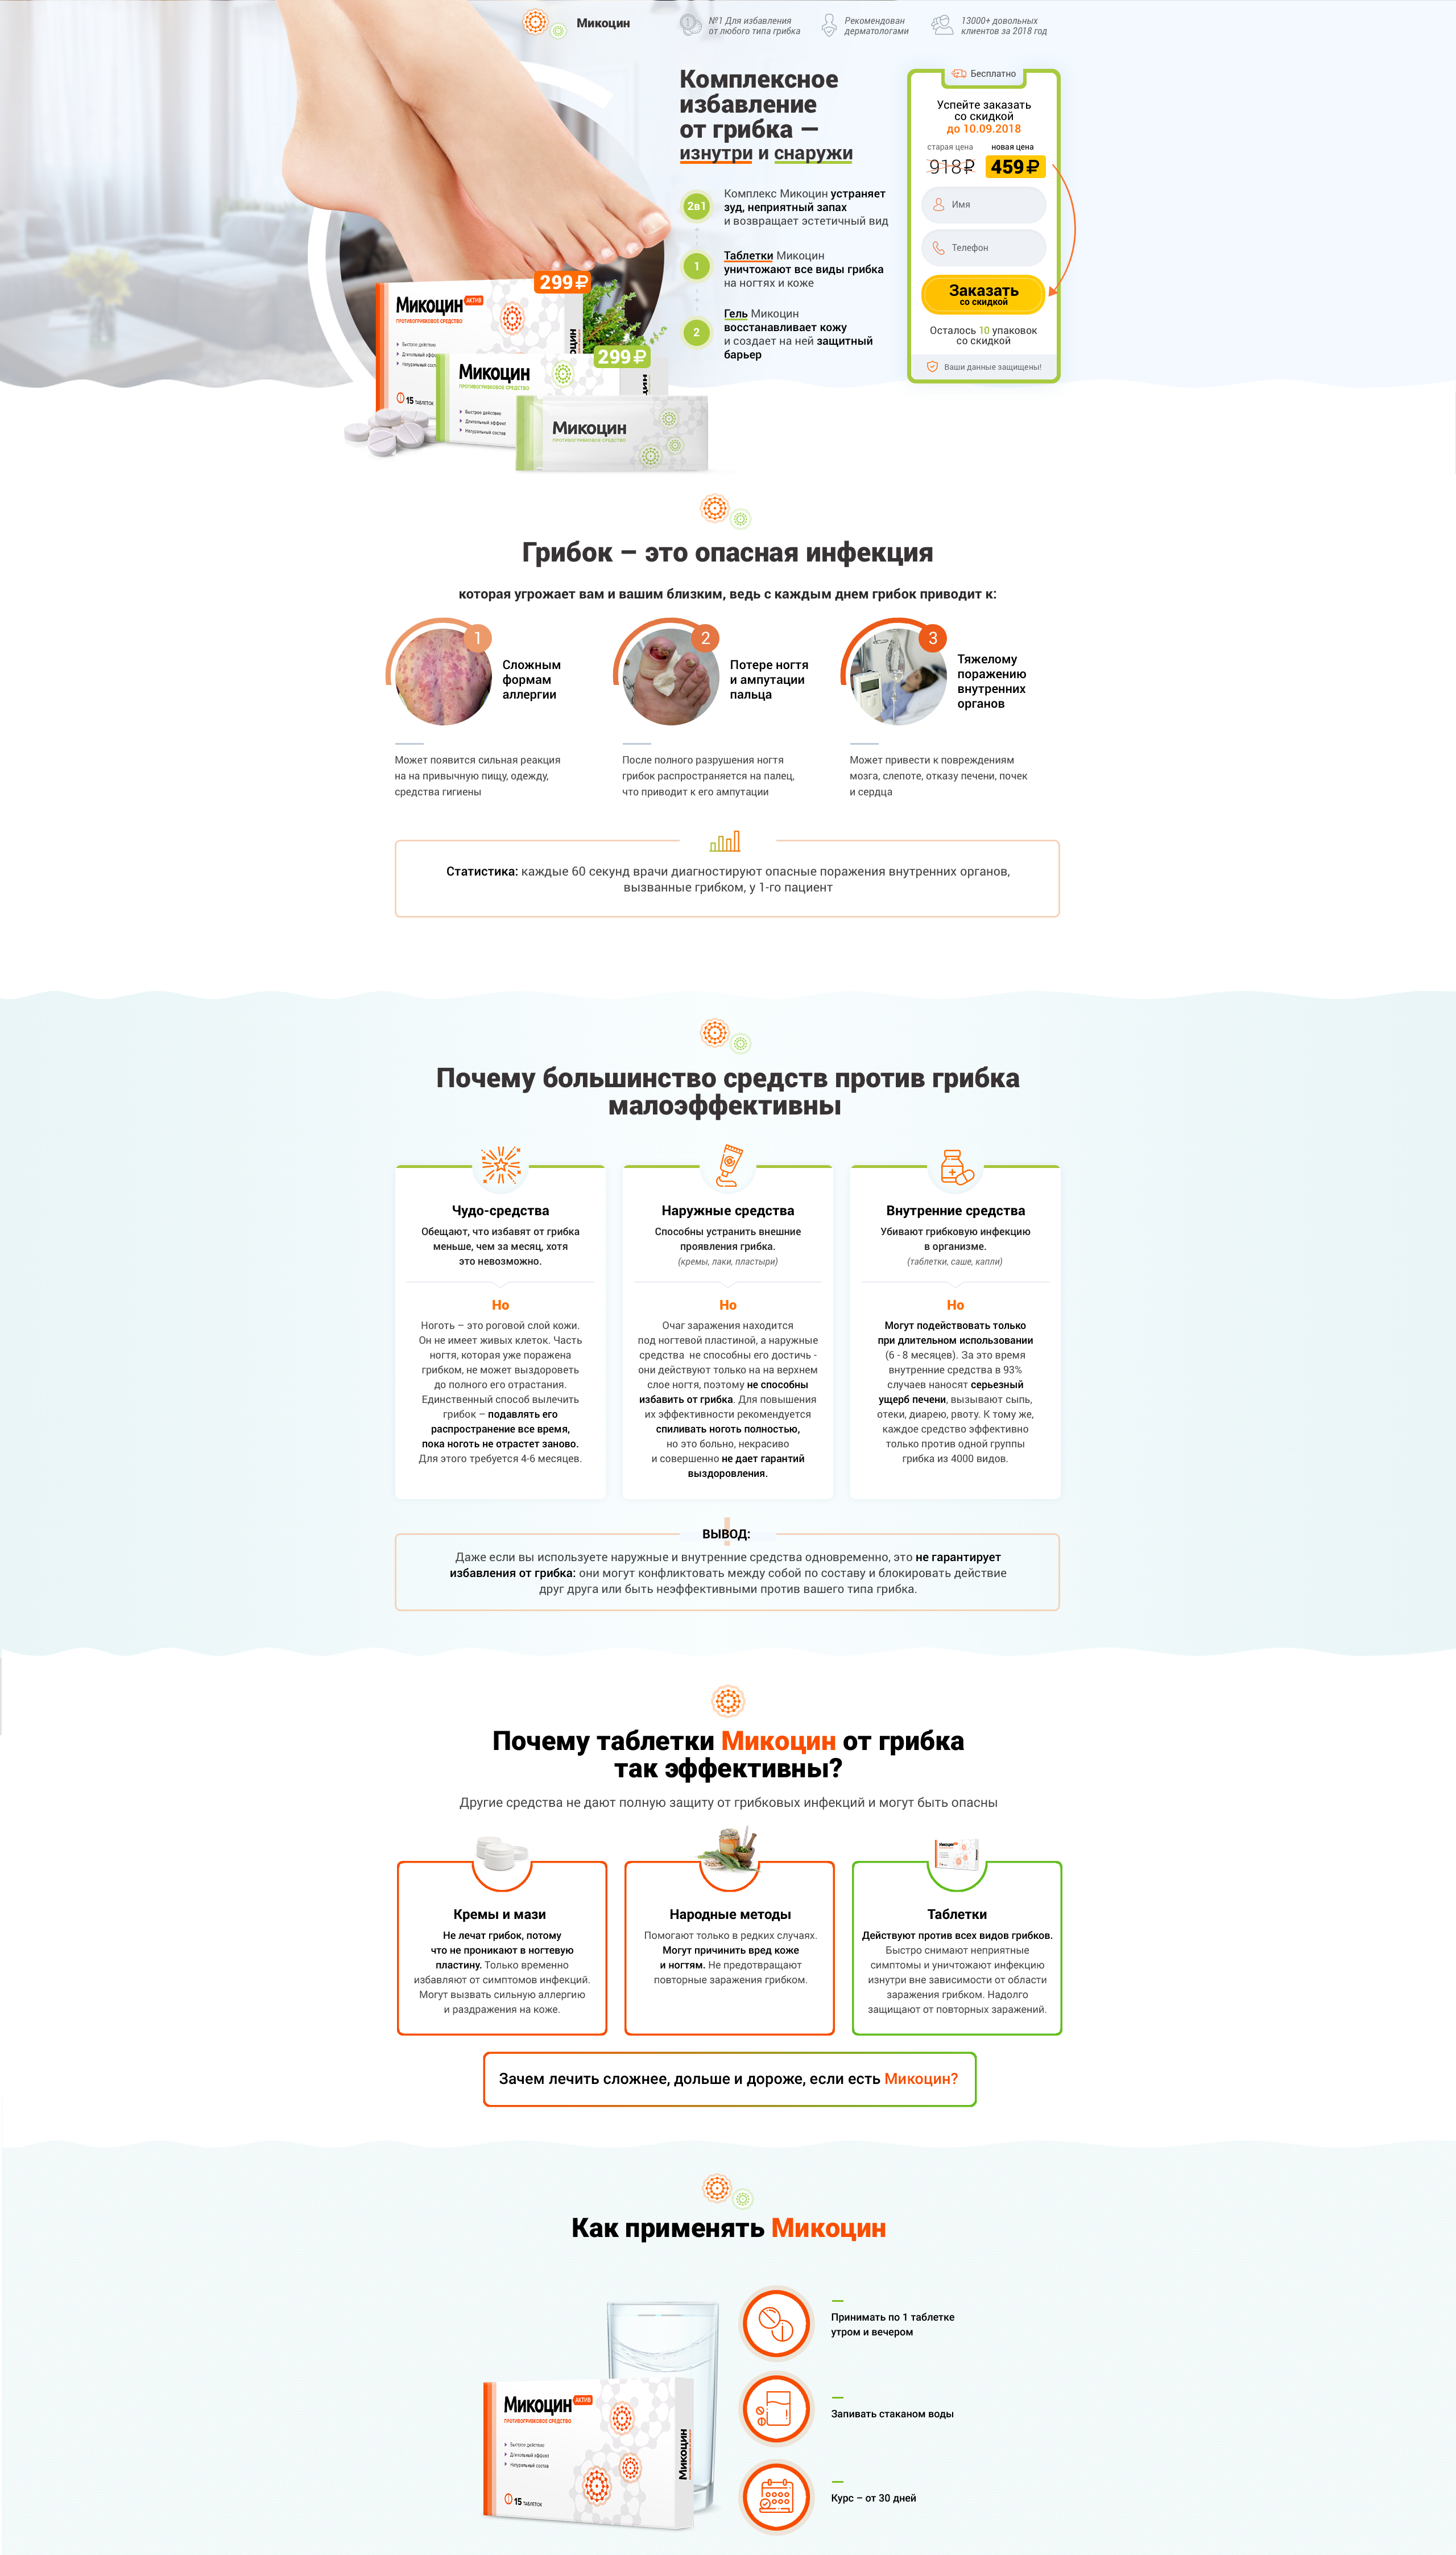 Микоцин
№1 Для избавления
от любого типа грибка
Рекомендован
дерматологами
13000+ довольных
клиентов за 2018 год
Комплексное
избавление
от грибка —
изнутри и снаружи
2в1
Комплекс Микоцин устраняет
зуд, неприятный запах
и возвращает эстетичный вид
1
Таблетки Микоцин
уничтожают все виды грибка
на ногтях и коже
2
Гель Микоцин
восстанавливает кожу
и создает на ней защитный
барьер
Бесплатно
Успейте заказать
со скидкой
до 10.09.2018
старая цена
новая цена
918₽
459₽
Имя
Телефон
Заказать
со скидкой
Осталось 10 упаковок
со скидкой
Ваши данные защищены!
299₽
Микоцин АКТИВ
ПРОТИВОГРИБКОВОЕ СРЕДСТВО
Быстрое действие
15 ТАБЛЕТОК
299₽
Микоцин
ПРОТИВОГРИБКОВОЕ СРЕДСТВО
Быстрое действие
Длительный эффект
Натуральный состав
Микоцин
ПРОТИВОГРИБКОВОЕ СРЕДСТВО
Грибок – это опасная инфекция
которая угрожает вам и вашим близким, ведь с каждым днем грибок приводит к:
1
Сложным
формам
аллергии
Может появится сильная реакция
на на привычную пищу, одежду,
средства гигиены
2
Потере ногтя
и ампутации
пальца
После полного разрушения ногтя
грибок распространяется на палец,
что приводит к его ампутации
3
Тяжелому
поражению
внутренних
органов
Может привести к повреждениям
мозга, слепоте, отказу печени, почек
и сердца
Статистика: каждые 60 секунд врачи диагностируют опасные поражения внутренних органов,
вызванные грибком, у 1-го пациент
Почему большинство средств против грибка
малоэффективны
Чудо-средства
Обещают, что избавят от грибка
меньше, чем за месяц, хотя
это невозможно.
Но
Ноготь – это роговой слой кожи.
Он не имеет живых клеток. Часть
ногтя, которая уже поражена
грибком, не может выздороветь
до полного его отрастания.
Единственный способ вылечить
грибок – подавлять его
распространение все время,
пока ноготь не отрастет заново.
Для этого требуется 4-6 месяцев.
Наружные средства
Способны устранить внешние
проявления грибка.
(кремы, лаки, пластыри)
Но
Очаг заражения находится
под ногтевой пластиной, а наружные
средства не способны его достичь -
они действуют только на на верхнем
слое ногтя, поэтому не способны
избавить от грибка. Для повышения
их эффективности рекомендуется
спиливать ноготь полностью,
но это больно, некрасиво
и совершенно не дает гарантий
выздоровления.
Внутренние средства
Убивают грибковую инфекцию
в организме.
(таблетки, саше, капли)
Но
Могут подействовать только
при длительном использовании
(6 - 8 месяцев). За это время
внутренние средства в 93%
случаев наносят серьезный
ущерб печени, вызывают сыпь,
отеки, диарею, рвоту. К тому же,
каждое средство эффективно
только против одной группы
грибка из 4000 видов.
ВЫВОД:
Даже если вы используете наружные и внутренние средства одновременно, это не гарантирует
избавления от грибка: они могут конфликтовать между собой по составу и блокировать действие
друг друга или быть неэффективными против вашего типа грибка.
Почему таблетки Микоцин от грибка
так эффективны?
Другие средства не дают полную защиту от грибковых инфекций и могут быть опасны
Кремы и мази
Не лечат грибок, потому
что не проникают в ногтевую
пластину. Только временно
избавляют от симптомов инфекций.
Могут вызвать сильную аллергию
и раздражения на коже.
Народные методы
Помогают только в редких случаях.
Могут причинить вред коже
и ногтям. Не предотвращают
повторные заражения грибком.
Таблетки
Действуют против всех видов грибков.
Быстро снимают неприятные
симптомы и уничтожают инфекцию
изнутри вне зависимости от области
заражения грибком. Надолго
защищают от повторных заражений.
Зачем лечить сложнее, дольше и дороже, если есть Микоцин?
Как применять Микоцин
Принимать по 1 таблетке
утром и вечером
Запивать стаканом воды
Курс – от 30 дней
Микоцин АКТИВ
ПРОТИВОГРИБКОВОЕ СРЕДСТВО
Быстрое действие
Длительный эффект
Натуральный состав
15 ТАБЛЕТОК
Микоцин